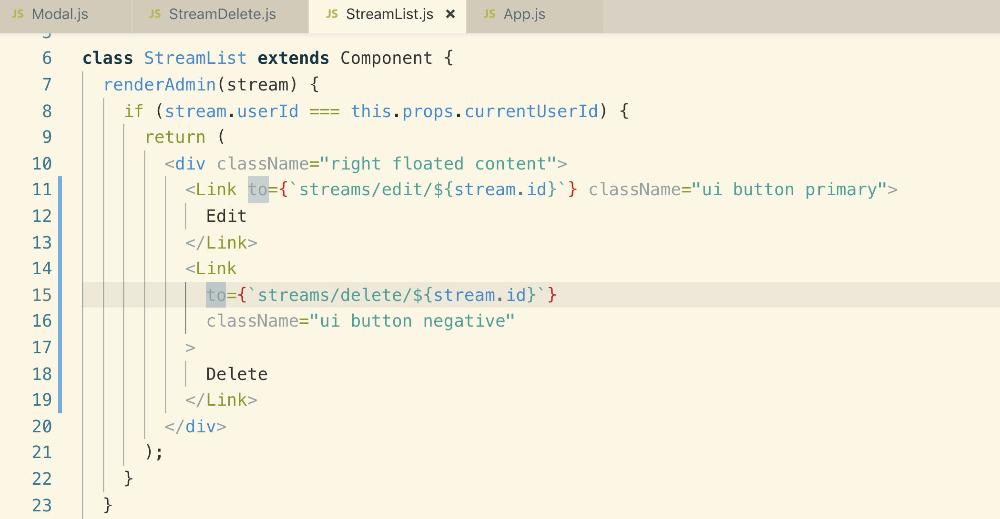 JS Modal.js JS StreamDelete.js JS StreamList.js × JS App.js
5
6 class StreamList extends Component {
7 renderAdmin(stream) {
8 if (stream.userId === this.props.currentUserId) {
9 return (
10 <div className="right floated content">
11 <Link to={`streams/edit/${stream.id}`} className="ui button primary">
12 Edit
13 </Link>
14 <Link
15 to={`streams/delete/${stream.id}`}
16 className="ui button negative"
17 >
18 Delete
19 </Link>
20 </div>
21 );
22 }
23 }